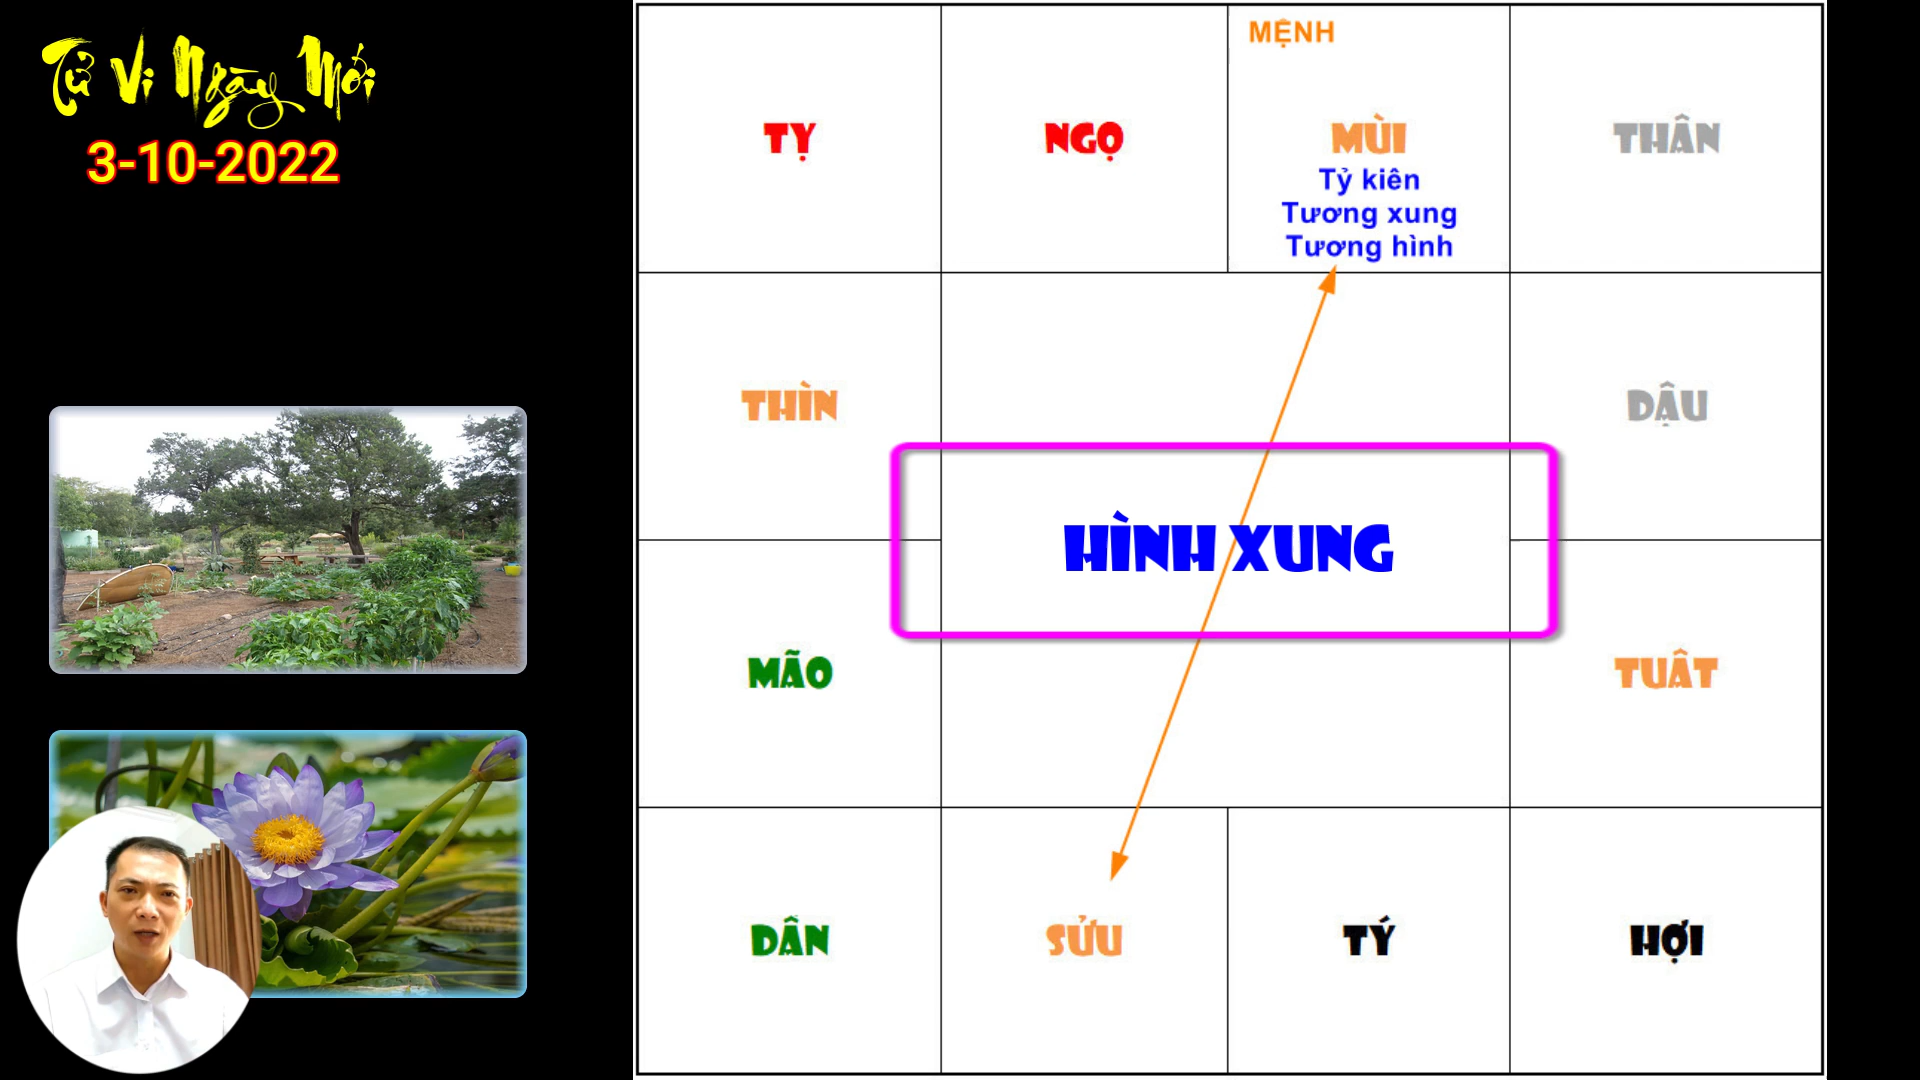 Tử Vi Ngày Mới
3-10-2022
MỆNH
TỴ
NGỌ
MÙI
THÂN
Tỷ kiên
Tương xung
Tương hình
THÌN
DẬU
HÌNH XUNG
MÃO
TUẤT
DẦN
SỬU
TÝ
HỢI